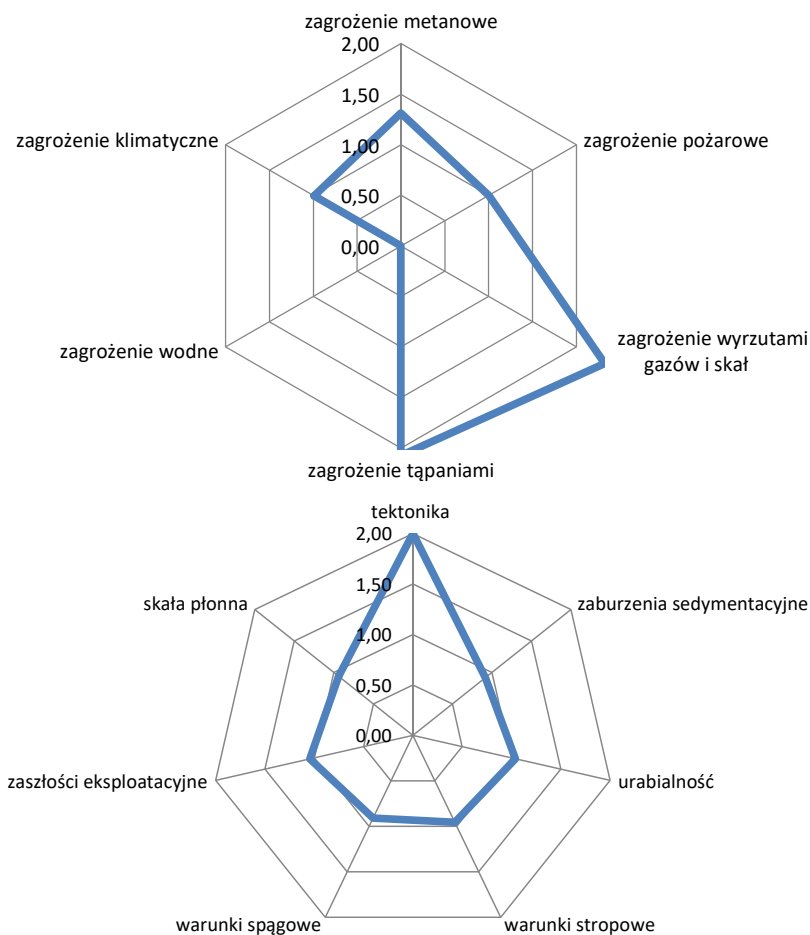 zagrożenie metanowe
2,00
1,50
zagrożenie klimatyczne
1,00
zagrożenie pożarowe
0,50
0,00
zagrożenie wodne
zagrożenie wyrzutami
gazów i skał
zagrożenie tąpaniami
tektonika
2,00
1,50
skała płonna
zaburzenia sedymentacyjne
1,00
0,50
0,00
zaszłości eksploatacyjne
urabialność
warunki spągowe
warunki stropowe